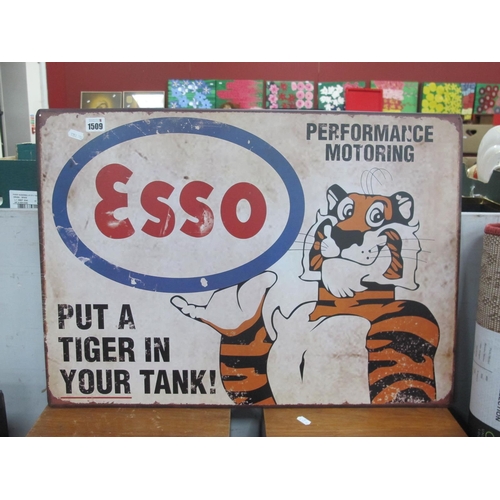 1509
PERFORMANCE
MOTORING
Esso
PUT A
TIGER IN
YOUR TANK!